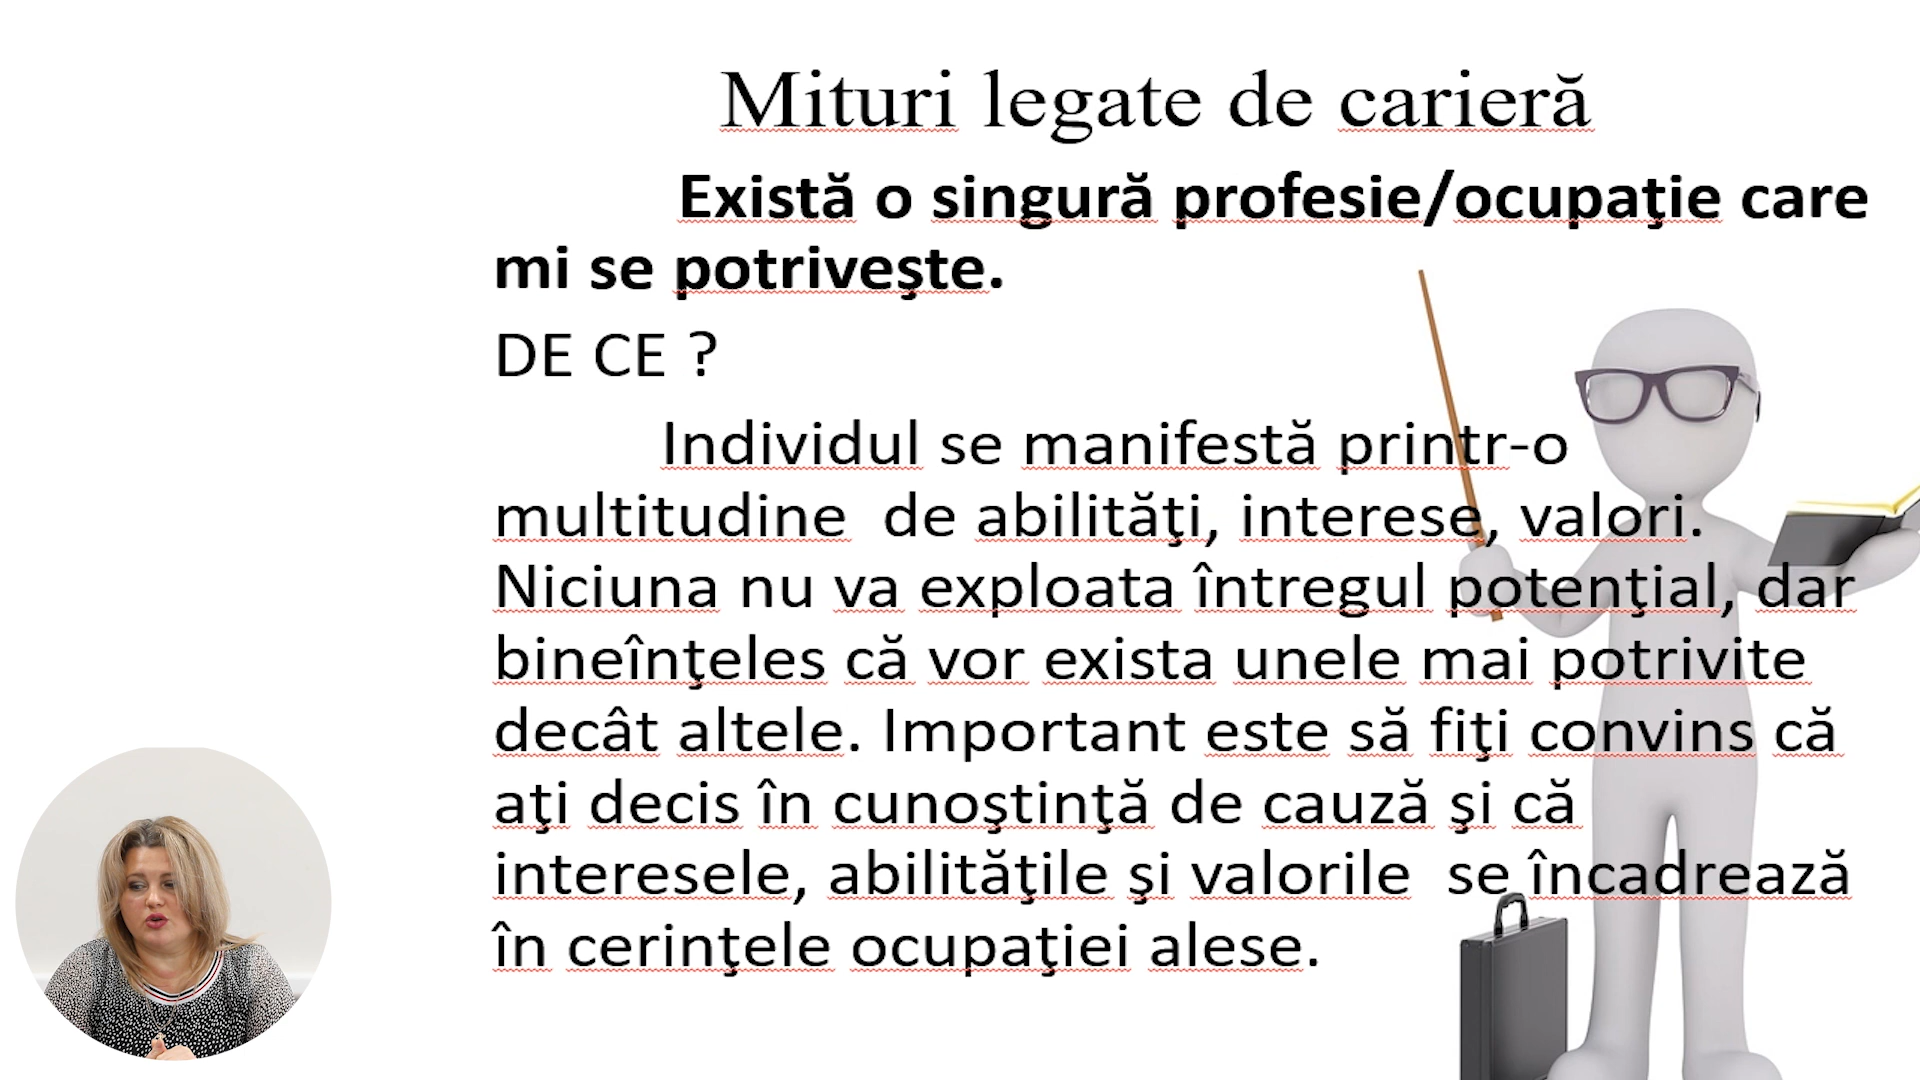 Mituri legate de carieră
Există o singură profesie/ocupaţie care
mi se potriveşte.
DE CE ?
Individul se manifestă printr-o
multitudine de abilităţi, interese, valori.
Niciuna nu va exploata întregul potenţial, dar
bineînţeles că vor exista unele mai potrivite
decât altele. Important este să fiţi convins că
aţi decis în cunoştinţă de cauză şi că
interesele, abilităţile şi valorile se încadrează
în cerinţele ocupaţiei alese.